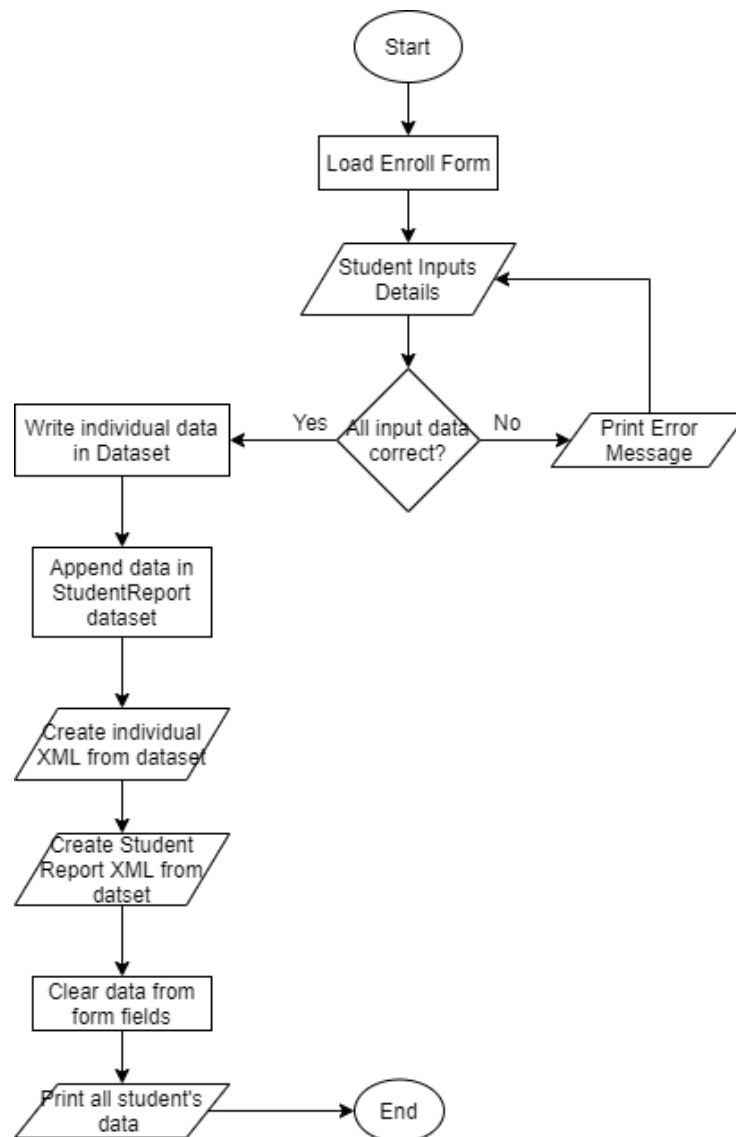 Start
Load Enroll Form
Student Inputs
Details
All input data
correct?
Yes
No
Print Error
Message
Write individual data
in Dataset
Append data in
StudentReport
dataset
Create individual
XML from dataset
Create Student
Report XML from
datset
Clear data from
form fields
Print all student's
data
End